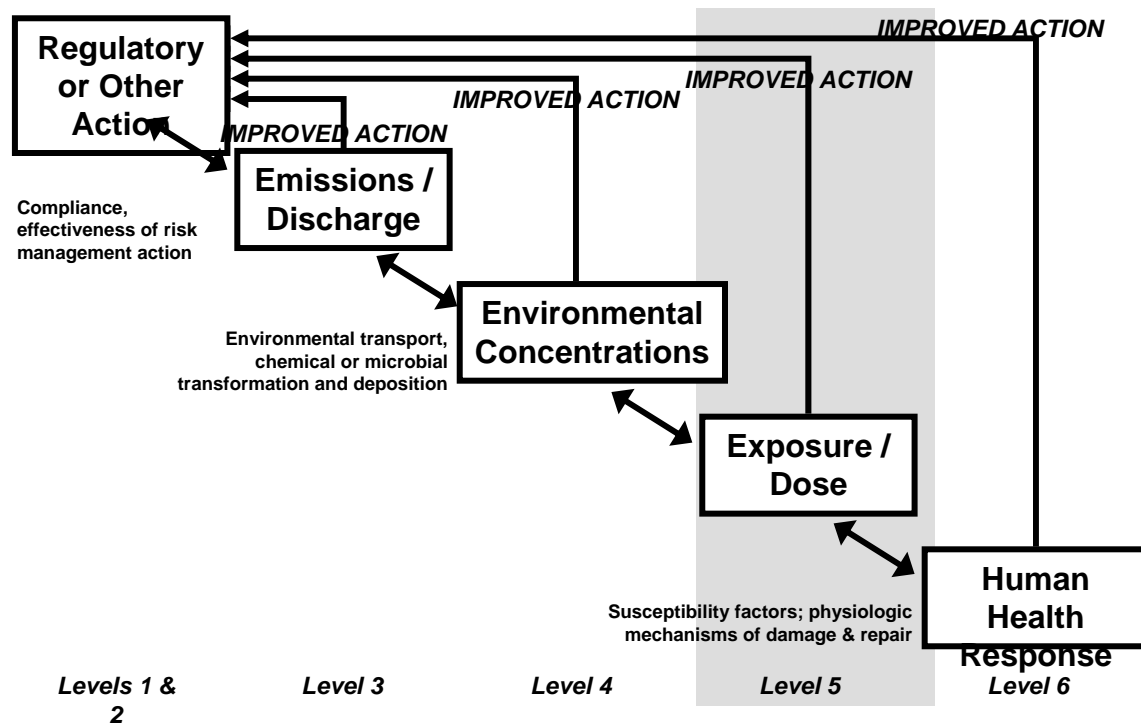 Regulatory
or Other
Action
IMPROVED ACTION
IMPROVED ACTION
IMPROVED ACTION
IMPROVED ACTION
Emissions /
Discharge
Compliance,
effectiveness of risk
management action
Environmental
Concentrations
Environmental transport,
chemical or microbial
transformation and deposition
Exposure /
Dose
Human
Health
Response
Susceptibility factors; physiologic
mechanisms of damage & repair
Levels 1 &
2
Level 3
Level 4
Level 5
Level 6